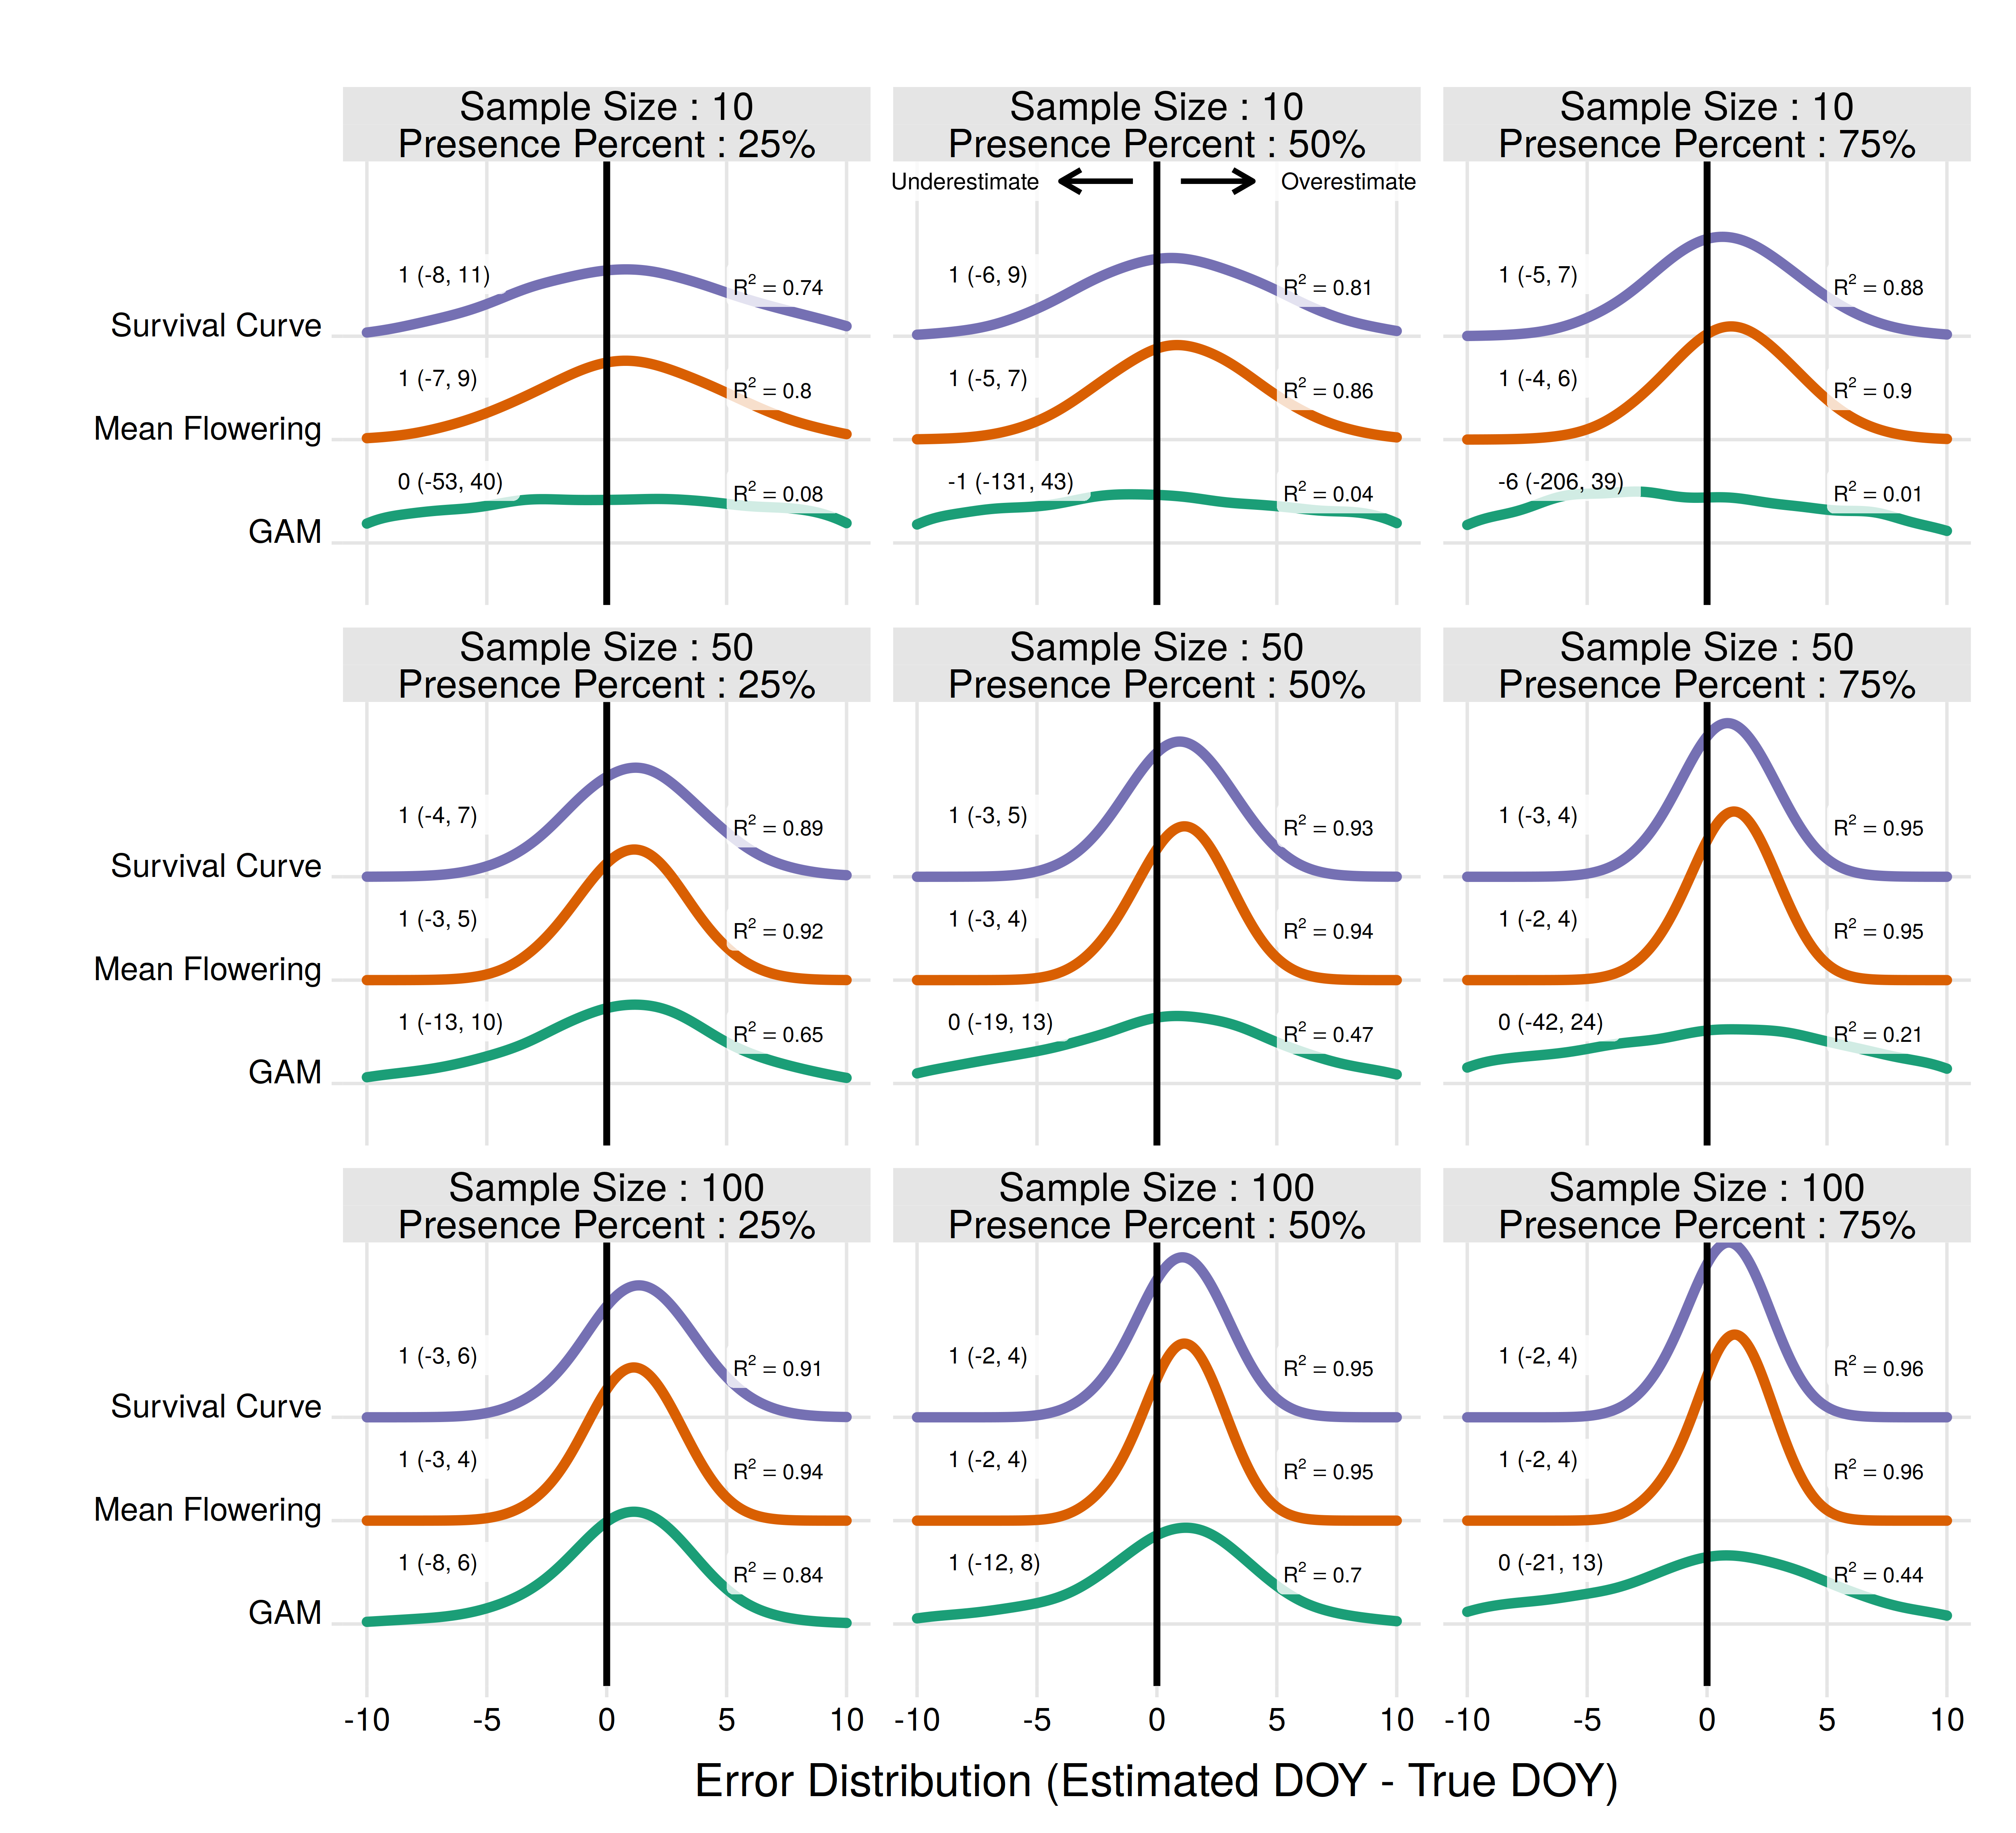 Sample Size : 10
Presence Percent : 25%
Sample Size : 10
Presence Percent : 50%
Sample Size : 10
Presence Percent : 75%
Underestimate
Overestimate
Survival Curve
1 (-8, 11)
R² = 0.74
1 (-6, 9)
R² = 0.81
1 (-5, 7)
R² = 0.88
Mean Flowering
1 (-7, 9)
R² = 0.8
1 (-5, 7)
R² = 0.86
1 (-4, 6)
R² = 0.9
GAM
0 (-53, 40)
R² = 0.08
-1 (-131, 43)
R² = 0.04
-6 (-206, 39)
R² = 0.01
Sample Size : 50
Presence Percent : 25%
Sample Size : 50
Presence Percent : 50%
Sample Size : 50
Presence Percent : 75%
Survival Curve
1 (-4, 7)
R² = 0.89
1 (-3, 5)
R² = 0.93
1 (-3, 4)
R² = 0.95
Mean Flowering
1 (-3, 5)
R² = 0.92
1 (-3, 4)
R² = 0.94
1 (-2, 4)
R² = 0.95
GAM
1 (-13, 10)
R² = 0.65
0 (-19, 13)
R² = 0.47
0 (-42, 24)
R² = 0.21
Sample Size : 100
Presence Percent : 25%
Sample Size : 100
Presence Percent : 50%
Sample Size : 100
Presence Percent : 75%
Survival Curve
1 (-3, 6)
R² = 0.91
1 (-2, 4)
R² = 0.95
1 (-2, 4)
R² = 0.96
Mean Flowering
1 (-3, 4)
R² = 0.94
1 (-2, 4)
R² = 0.95
1 (-2, 4)
R² = 0.96
GAM
1 (-8, 6)
R² = 0.84
1 (-12, 8)
R² = 0.7
0 (-21, 13)
R² = 0.44
-10 -5 0 5 10
-10 -5 0 5 10
-10 -5 0 5 10
Error Distribution (Estimated DOY - True DOY)